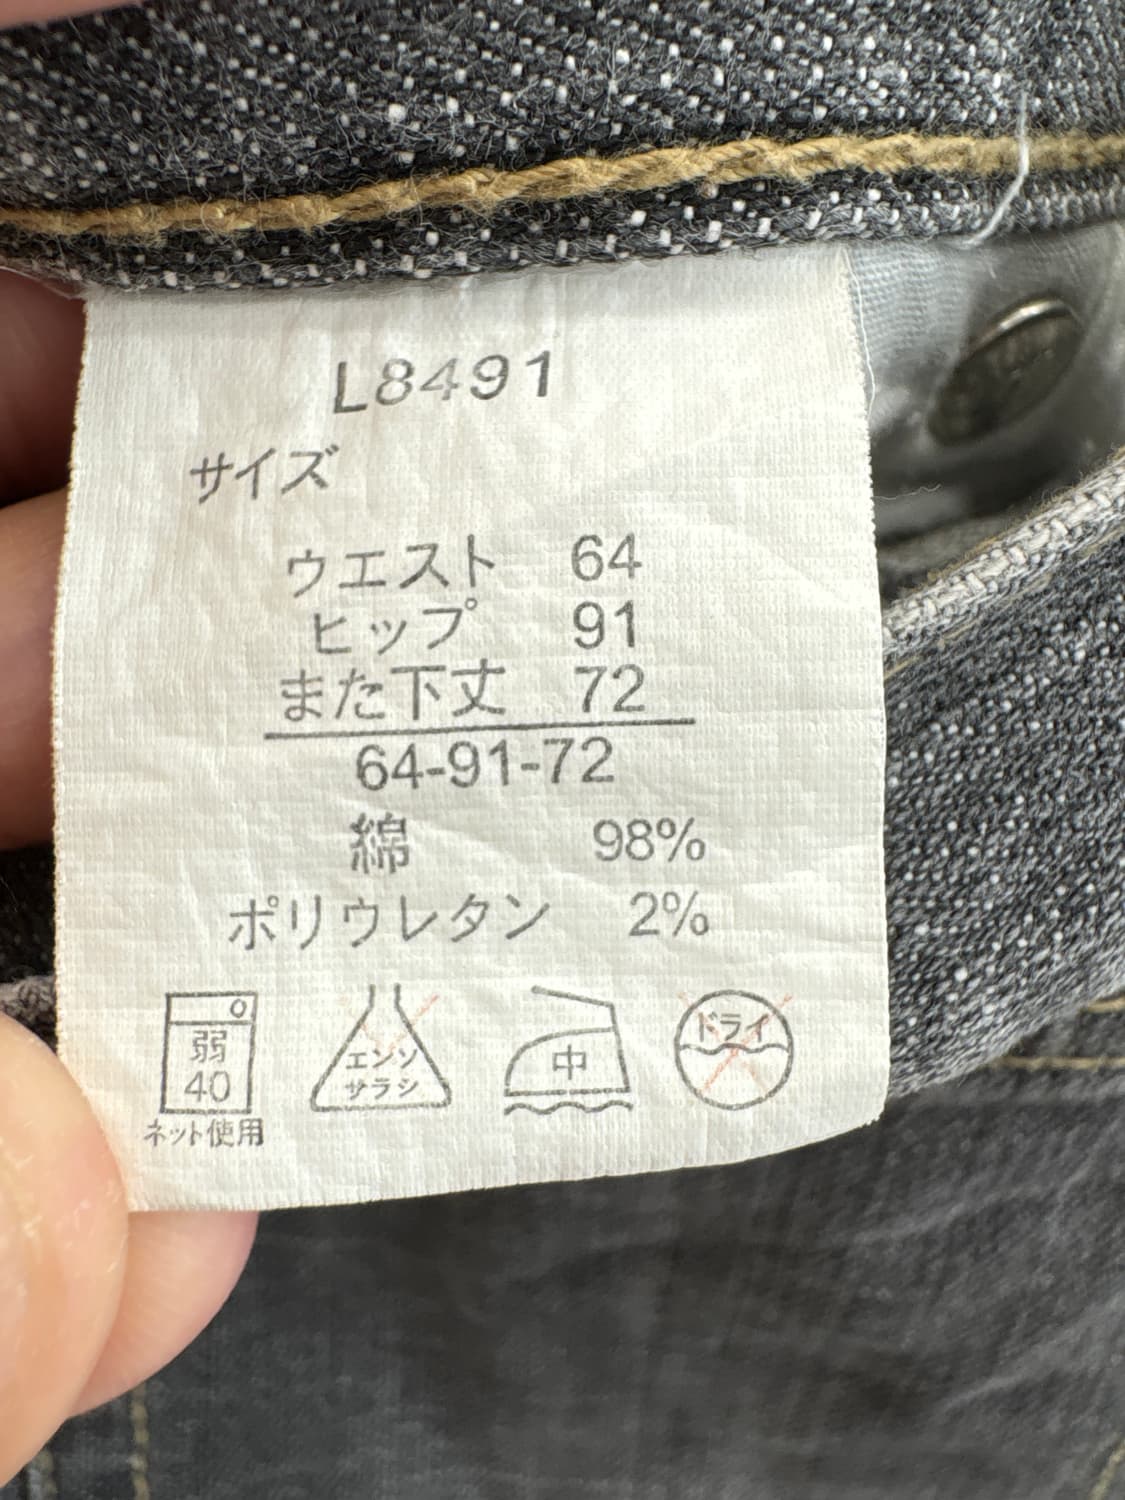 L8491
サイズ
ウエスト 64
ヒップ 91
また下丈 72
64-91-72
綿 98%
ポリウレタン 2%
弱
40
ネット使用
エンソ
サラシ
中
ドライ